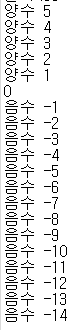 양수 5
양수 4
양수 3
양수 2
양수 1
0
음수 -1
음수 -2
음수 -3
음수 -4
음수 -5
음수 -6
음수 -7
음수 -8
음수 -9
음수 -10
음수 -11
음수 -12
음수 -13
음수 -14